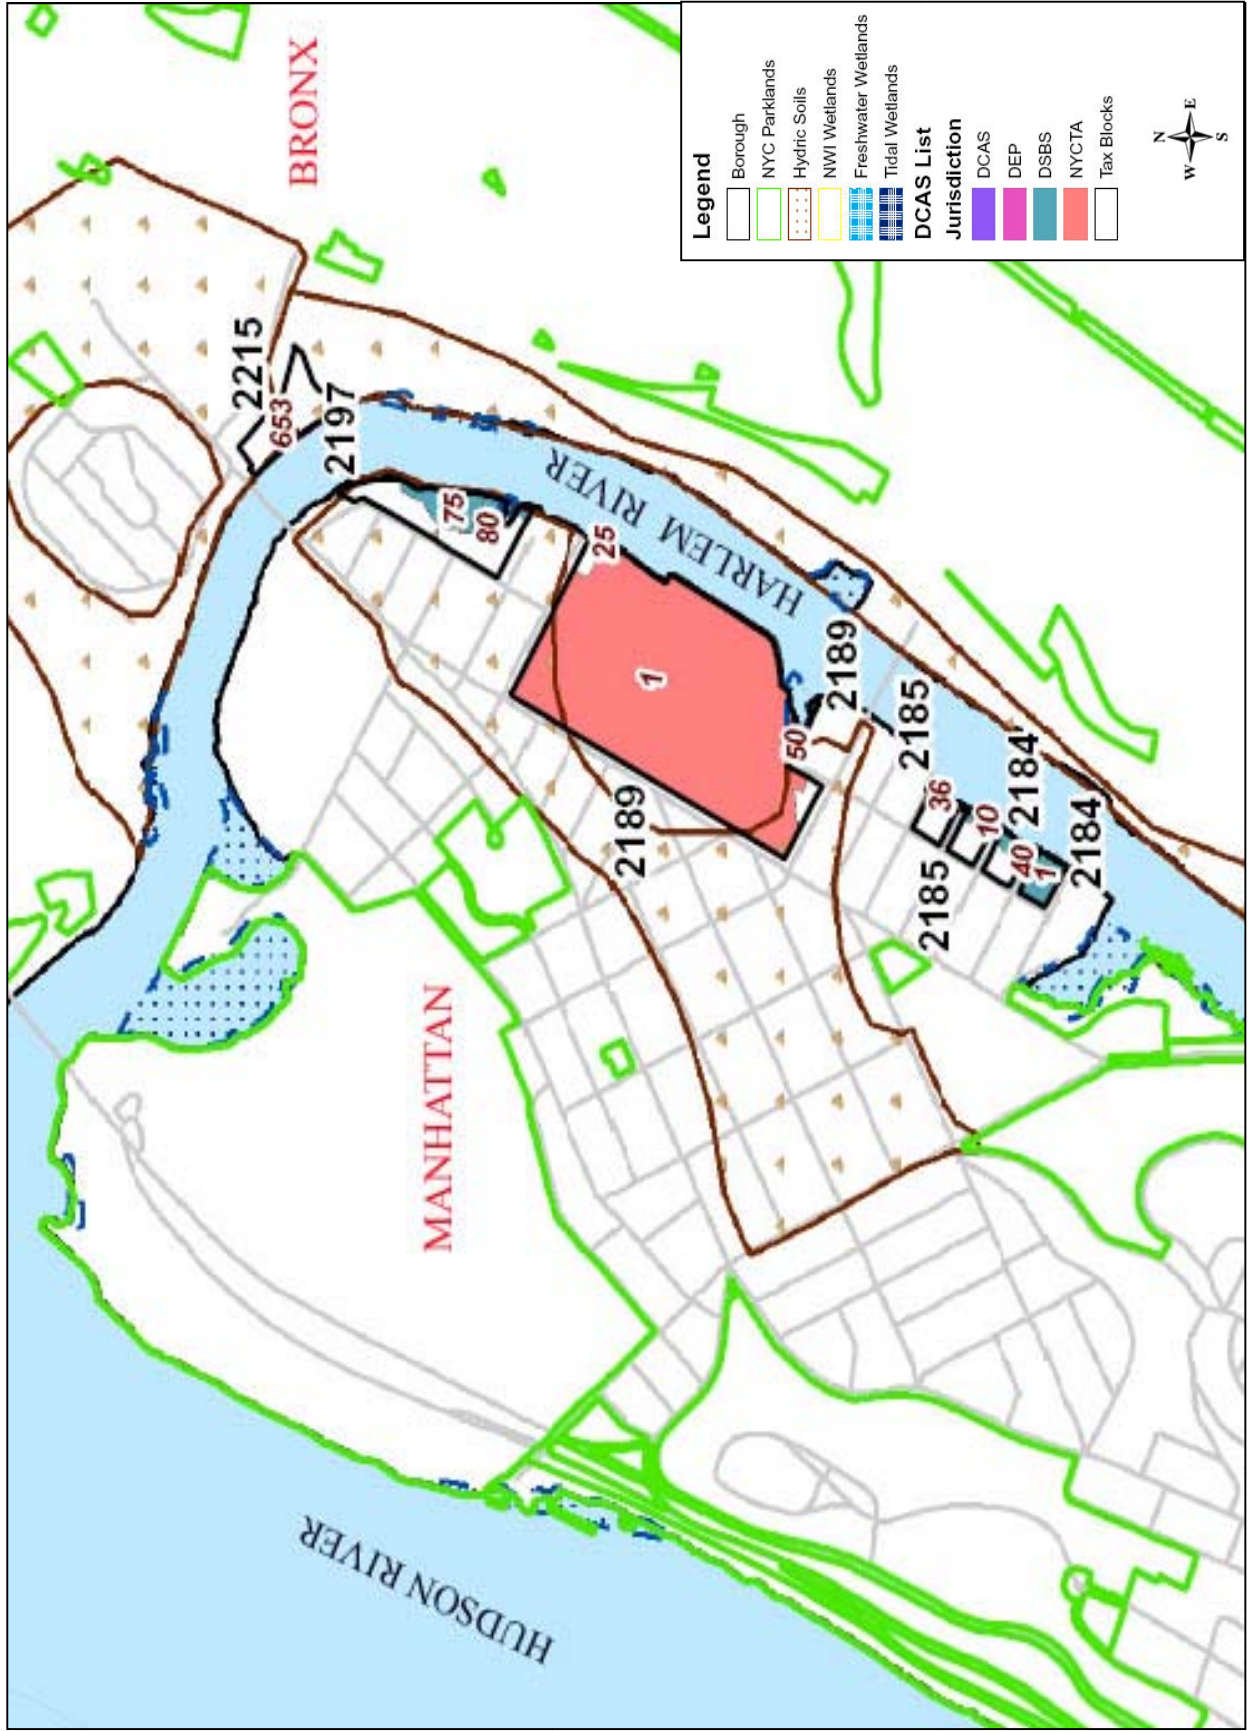 BRONX
2215
653
2197
75
80
HARLEM RIVER
25
1
2189
50
2189
2185
36
10
2184
2185
40
1
2184
MANHATTAN
HUDSON RIVER
Legend
Borough
NYC Parklands
Hydric Soils
NWI Wetlands
Freshwater Wetlands
Tidal Wetlands
DCAS List
Jurisdiction
DCAS
DEP
DSBS
NYCTA
Tax Blocks
N
W
E
S